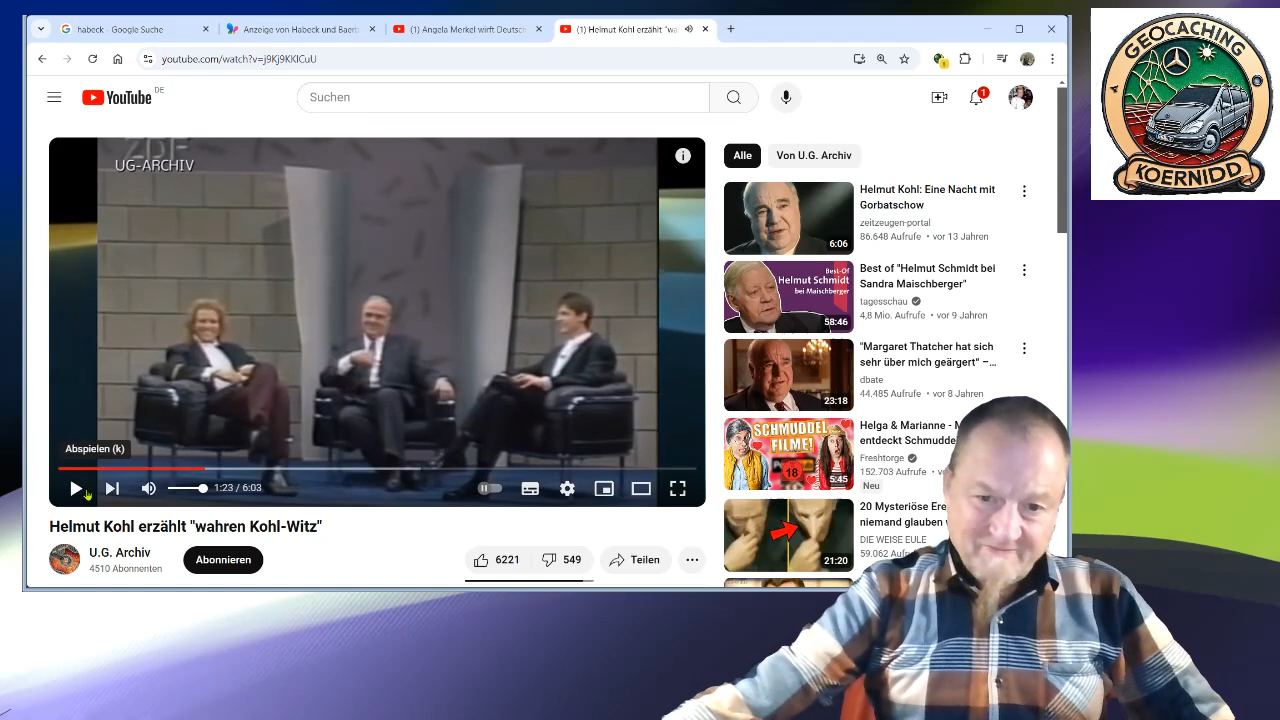 habeck - Google Suche
Anzeige von Habeck und Baerb
(1) Angela Merkel wirft Deutsch
(1) Helmut Kohl erzählt "wah
youtube.com/watch?v=j9Kj9KKRcuU
YouTube DE
Suchen
1
ZDF
UG-ARCHIV
Abspielen (k)
1:23 / 6:03
Helmut Kohl erzählt "wahren Kohl-Witz"
U.G. Archiv
4510 Abonnenten
Abonnieren
6221
549
Teilen
Alle
Von U.G. Archiv
6:06
Helmut Kohl: Eine Nacht mit
Gorbatschow
zeitzeugen-portal
86.648 Aufrufe • vor 13 Jahren
Best-Of
Helmut Schmidt
bei Maischberger
58:46
Best of "Helmut Schmidt bei
Sandra Maischberger"
tagesschau
4,8 Mio. Aufrufe • vor 9 Jahren
23:18
"Margaret Thatcher hat sich
sehr über mich geärgert" –...
dbate
44.485 Aufrufe • vor 8 Jahren
SCHMUDDEL
FILME!
18
5:45
Helga & Marianne - M
entdeckt Schmudde
Freshtorge
152.703 Aufrufe
Neu
21:20
20 Mysteriöse Ere
niemand glauben w
DIE WEISE EULE
59.062 Aufr
GEOCACHING
KOERNIDD